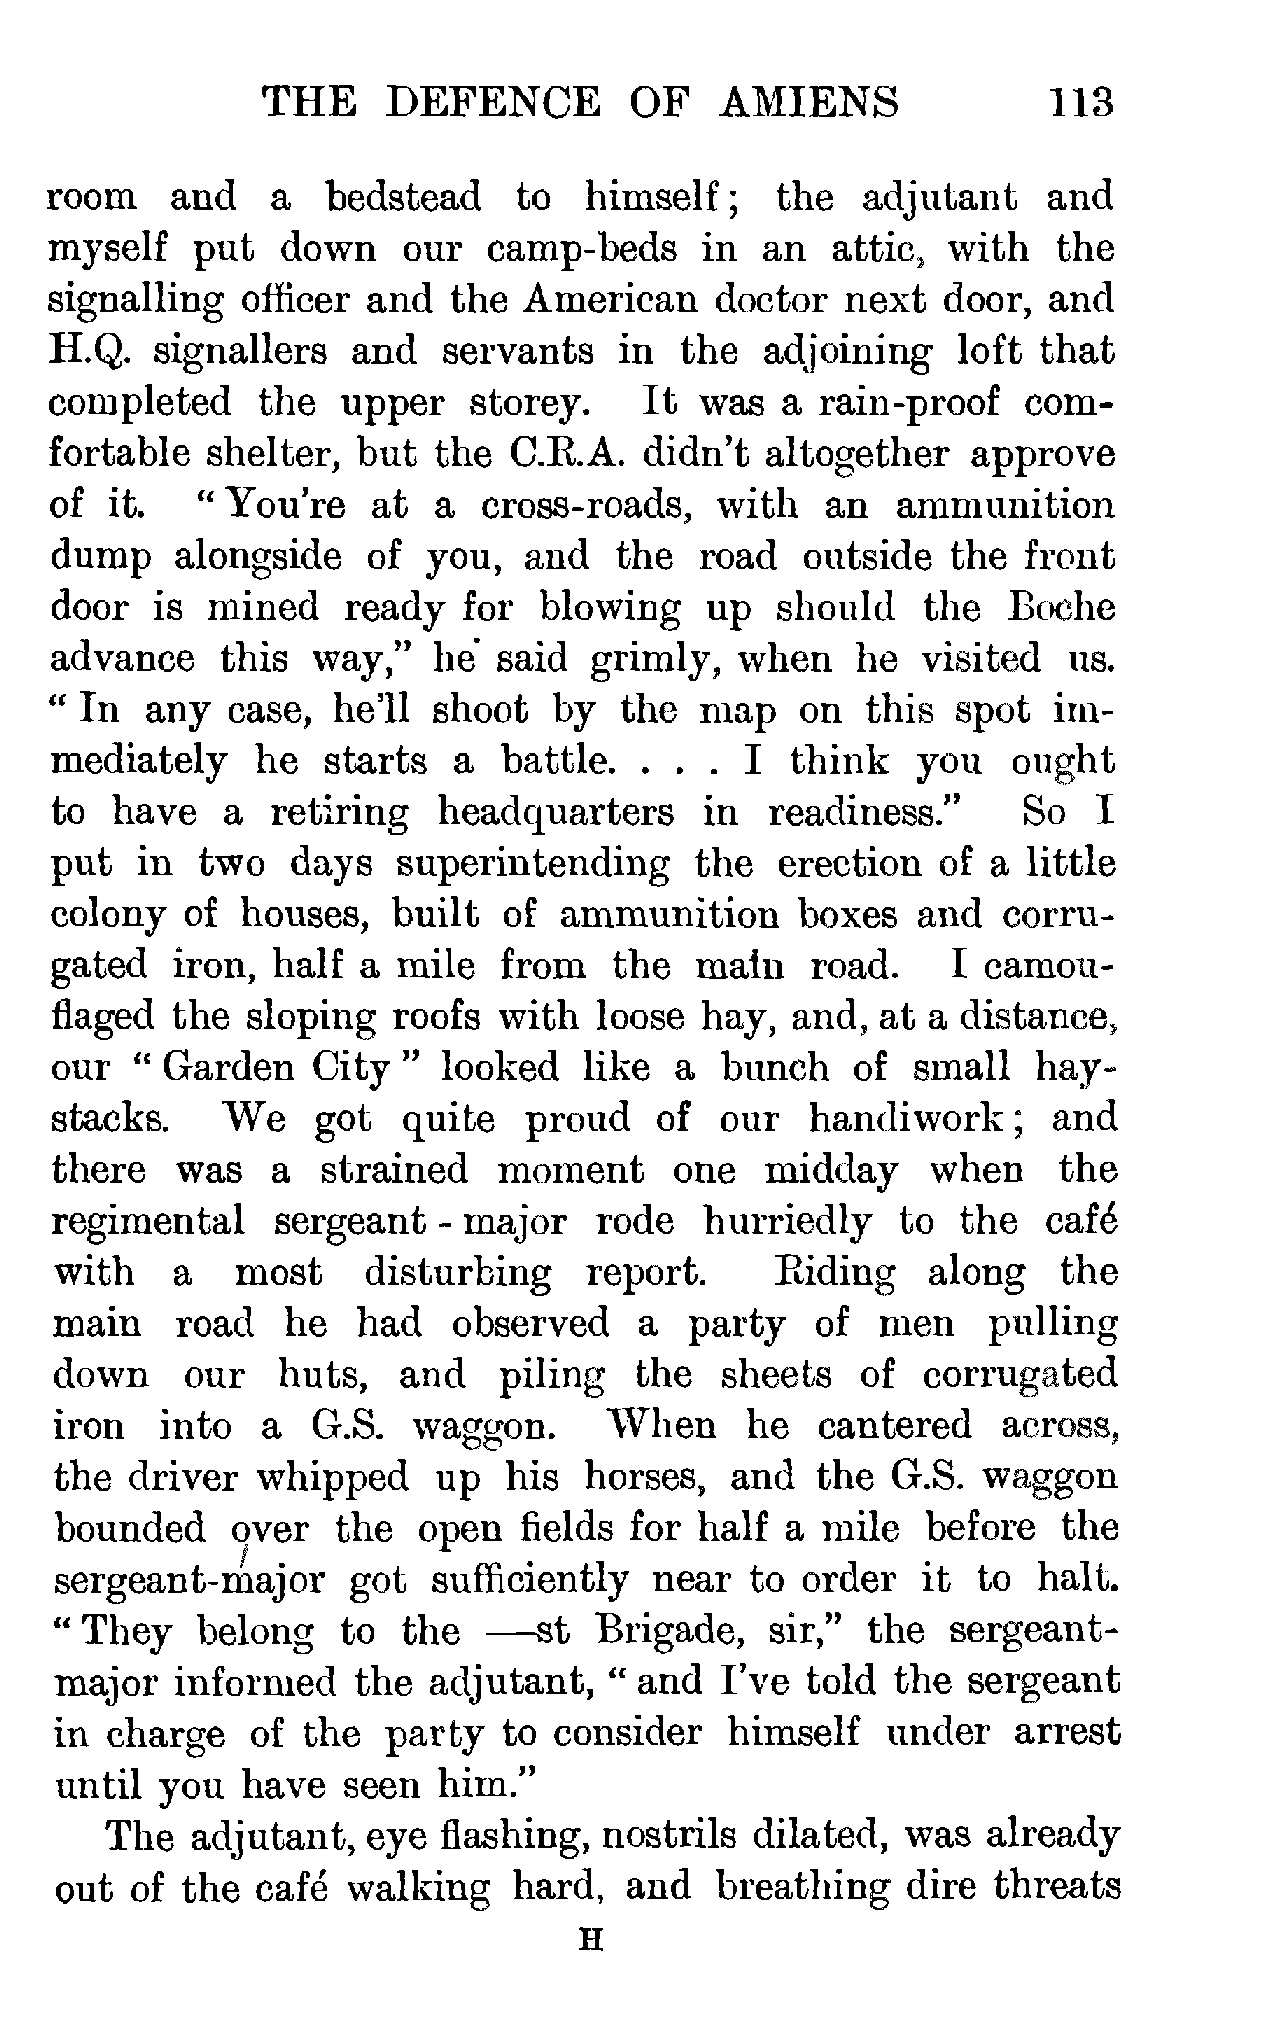 THE DEFENCE OF AMIENS 113
room and a bedstead to himself; the adjutant and
myself put down our camp-beds in an attic, with the
signalling officer and the American doctor next door, and
H.Q. signallers and servants in the adjoining loft that
completed the upper storey. It was a rain-proof com-
fortable shelter, but the C.R.A. didn't altogether approve
of it. "You're at a cross-roads, with an ammunition
dump alongside of you, and the road outside the front
door is mined ready for blowing up should the Boche
advance this way," he said grimly, when he visited us.
"In any case, he'll shoot by the map on this spot im-
mediately he starts a battle. . . . I think you ought
to have a retiring headquarters in readiness." So I
put in two days superintending the erection of a little
colony of houses, built of ammunition boxes and corru-
gated iron, half a mile from the main road. I camou-
flaged the sloping roofs with loose hay, and, at a distance,
our "Garden City" looked like a bunch of small hay-
stacks. We got quite proud of our handiwork; and
there was a strained moment one midday when the
regimental sergeant-major rode hurriedly to the café
with a most disturbing report. Riding along the
main road he had observed a party of men pulling
down our huts, and piling the sheets of corrugated
iron into a G.S. waggon. When he cantered across,
the driver whipped up his horses, and the G.S. waggon
bounded over the open fields for half a mile before the
sergeant-major got sufficiently near to order it to halt.
"They belong to the —st Brigade, sir," the sergeant-
major informed the adjutant, "and I've told the sergeant
in charge of the party to consider himself under arrest
until you have seen him."
The adjutant, eye flashing, nostrils dilated, was already
out of the café walking hard, and breathing dire threats
H